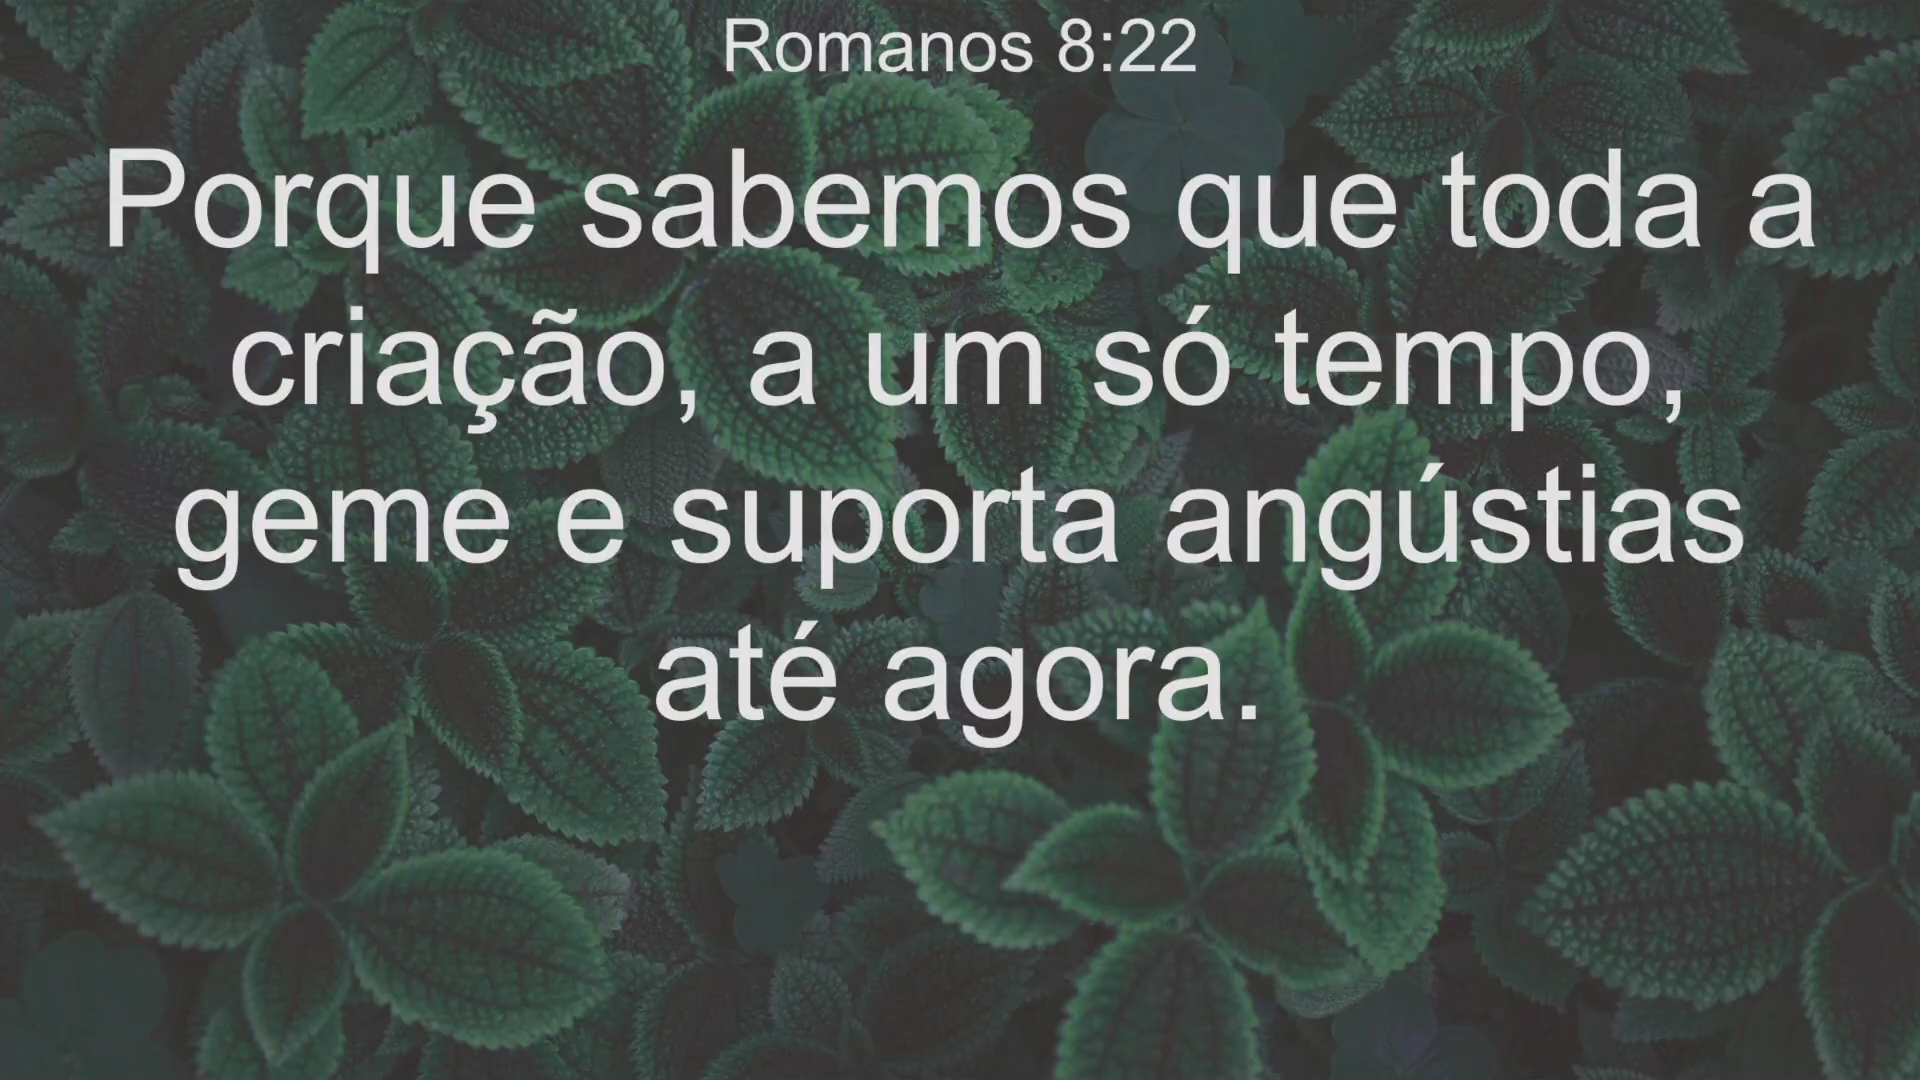 Romanos 8:22
Porque sabemos que toda a
criação, a um só tempo,
geme e suporta angústias
até agora.